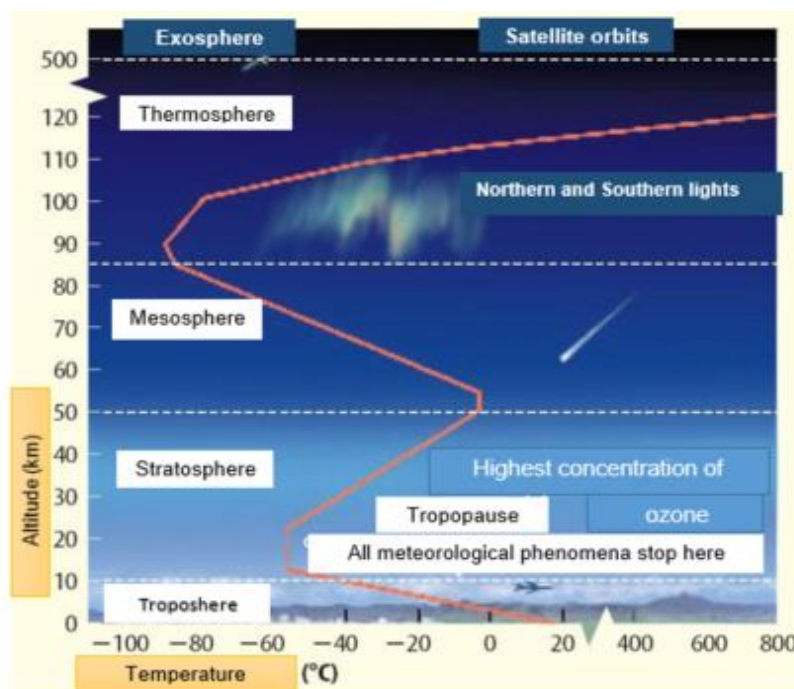 Exosphere
Satellite orbits
500
Thermosphere
120
110
Northern and Southern lights
100
90
80
Mesosphere
70
60
50
Altitude (km)
40
Stratosphere
Highest concentration of
30
Tropopause
ozone
20
All meteorological phenomena stop here
10
Troposhere
0
−100 −80 −60 −40 −20 0 20 400 600 800
Temperature (°C)